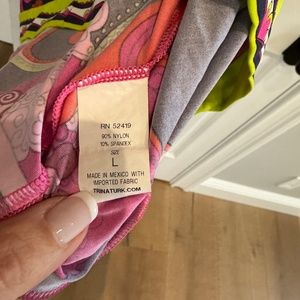 RN 52419
90% NYLON
10% SPANDEX
SIZE
L
MADE IN MEXICO WITH
IMPORTED FABRIC
TRINATURK.COM